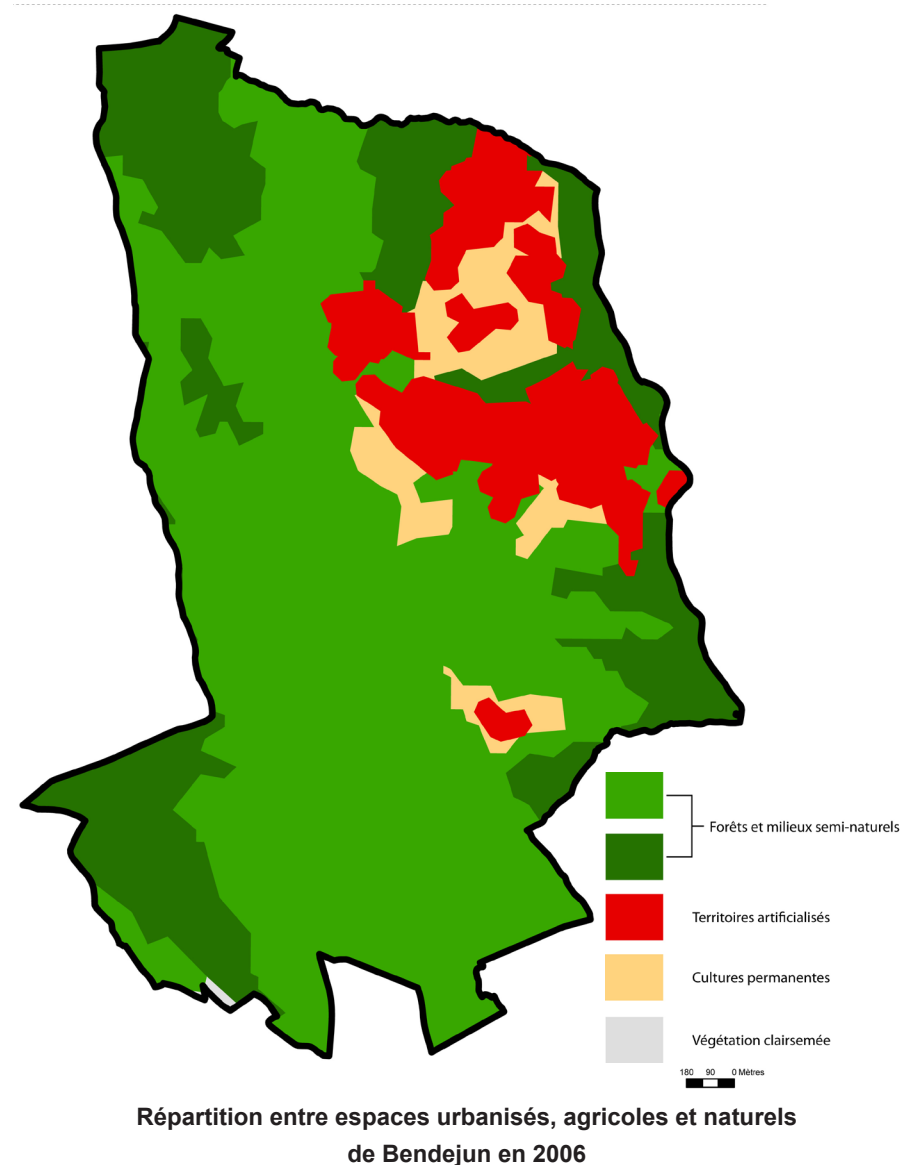 Forêts et milieux semi-naturels
Territoires artificialisés
Cultures permanentes
Végétation clairsemée
180 90 0 Mètres
Répartition entre espaces urbanisés, agricoles et naturels
de Bendejun en 2006